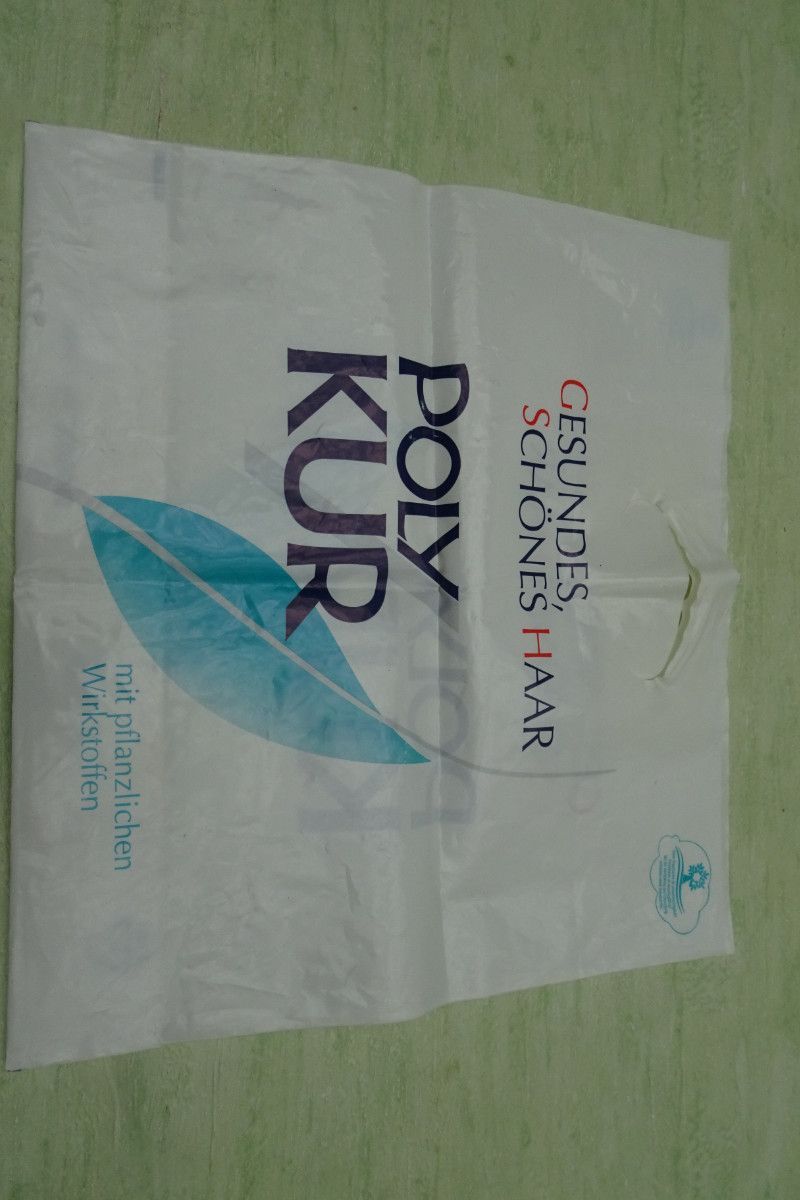 GESUNDES,
SCHÖNES HAAR
POLY
KUR
mit pflanzlichen
Wirkstoffen